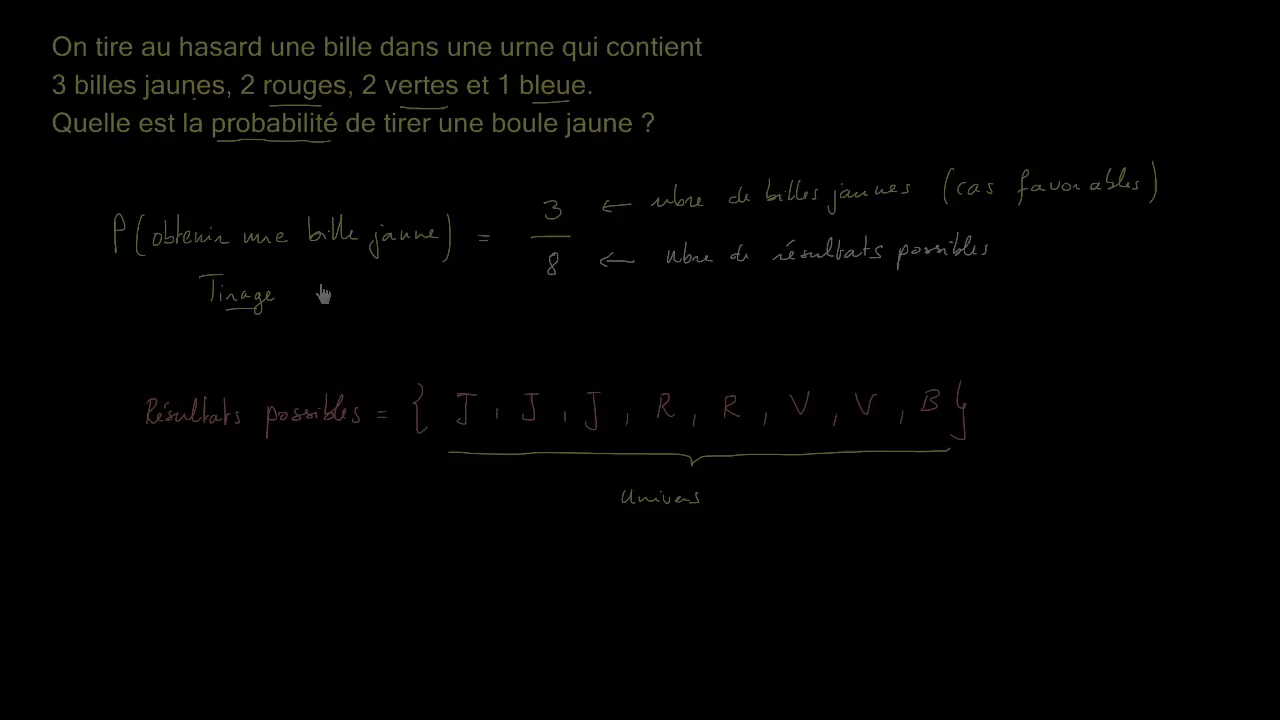 On tire au hasard une bille dans une urne qui contient
3 billes jaunes, 2 rouges, 2 vertes et 1 bleue.
Quelle est la probabilité de tirer une boule jaune ?
P(obtenir une bille jaune) = 3/8
3 ← nbre de billes jaunes (cas favorables)
8 ← nbre de résultats possibles
Tirage
Résultats possibles = { J, J, J, R, R, V, V, B }
Univers